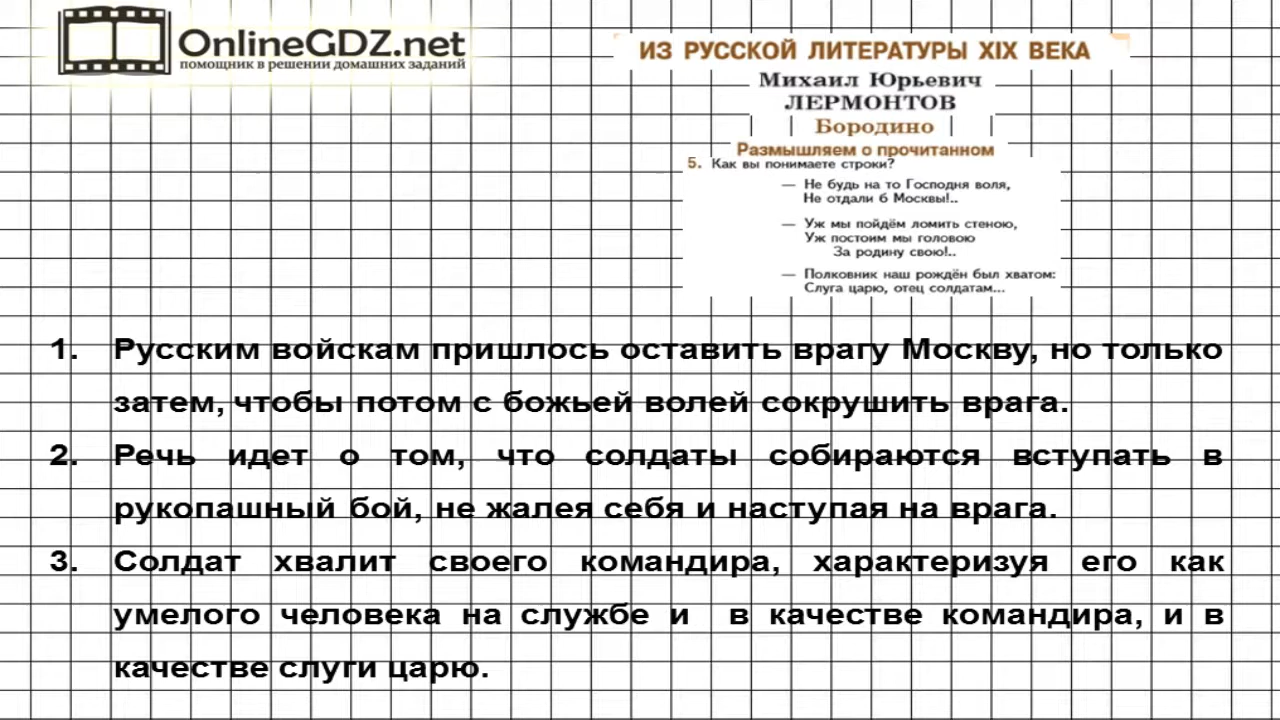 OnlineGDZ.net
помощник в решении домашних заданий
ИЗ РУССКОЙ ЛИТЕРАТУРЫ XIX ВЕКА
Михаил Юрьевич
ЛЕРМОНТОВ
Бородино
Размышляем о прочитанном
5. Как вы понимаете строки?
— Не будь на то Господня воля,
Не отдали б Москвы!..
— Уж мы пойдём ломить стеною,
Уж постоим мы головою
За родину свою!..
— Полковник наш рождён был хватом:
Слуга царю, отец солдатам...
1. Русским войскам пришлось оставить врагу Москву, но только
затем, чтобы потом с божьей волей сокрушить врага.
2. Речь идет о том, что солдаты собираются вступать в
рукопашный бой, не жалея себя и наступая на врага.
3. Солдат хвалит своего командира, характеризуя его как
умелого человека на службе и в качестве командира, и в
качестве слуги царю.